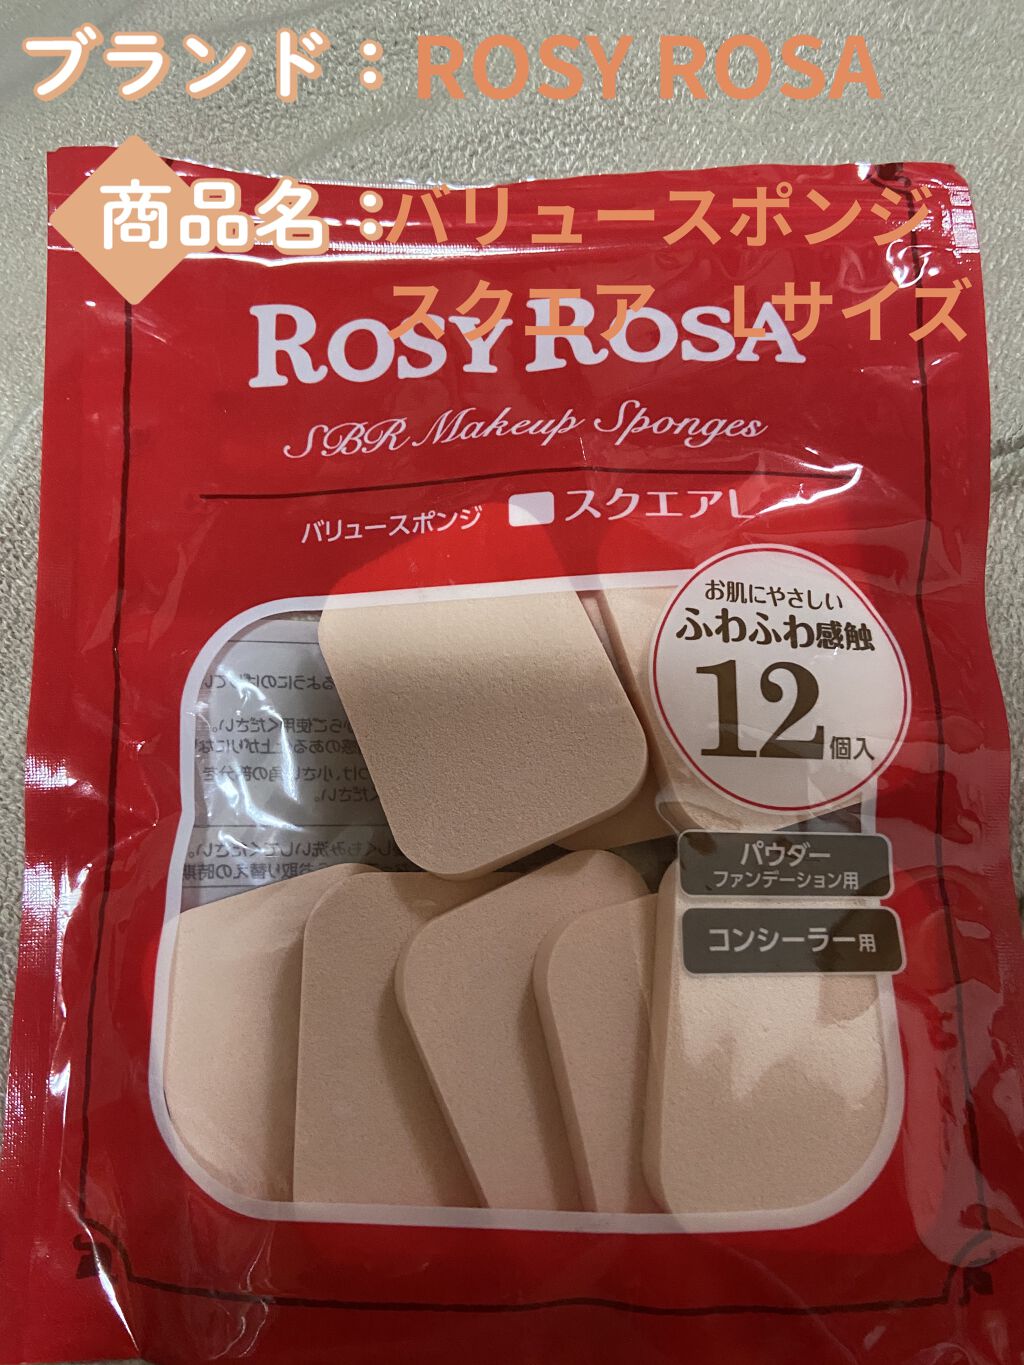 ブランド：ROSY ROSA
商品名：バリュースポンジ
スクエア　Lサイズ
ROSY ROSA
SBR Makeup Sponges
バリュースポンジ スクエアL
お肌にやさしい
ふわふわ感触
12個入
パウダー
ファンデーション用
コンシーラー用